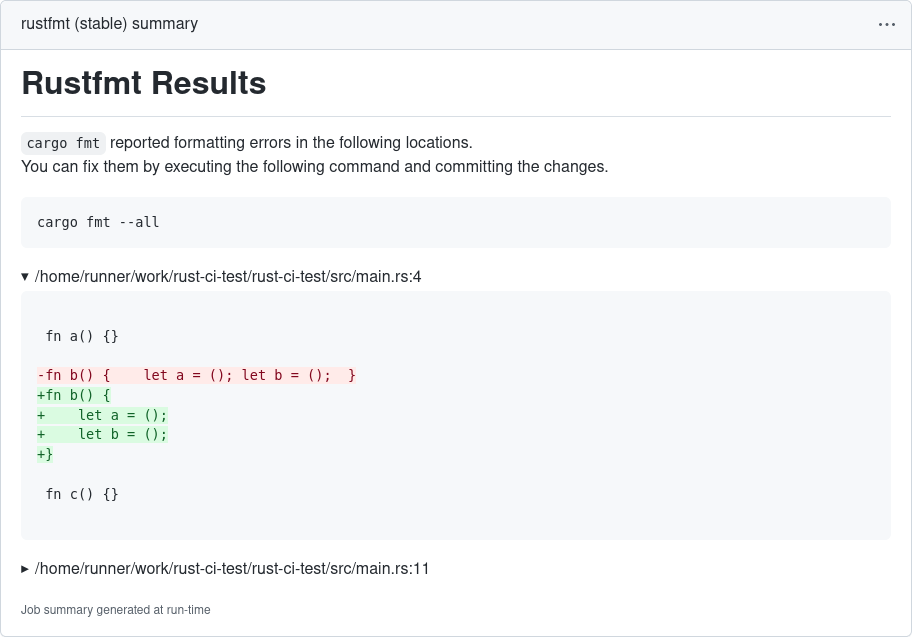 rustfmt (stable) summary
Rustfmt Results
cargo fmt reported formatting errors in the following locations.
You can fix them by executing the following command and committing the changes.
cargo fmt --all
/home/runner/work/rust-ci-test/rust-ci-test/src/main.rs:4
 fn a() {}
-fn b() {    let a = (); let b = ();  }
+fn b() {
+    let a = ();
+    let b = ();
+}
 fn c() {}
/home/runner/work/rust-ci-test/rust-ci-test/src/main.rs:11
Job summary generated at run-time